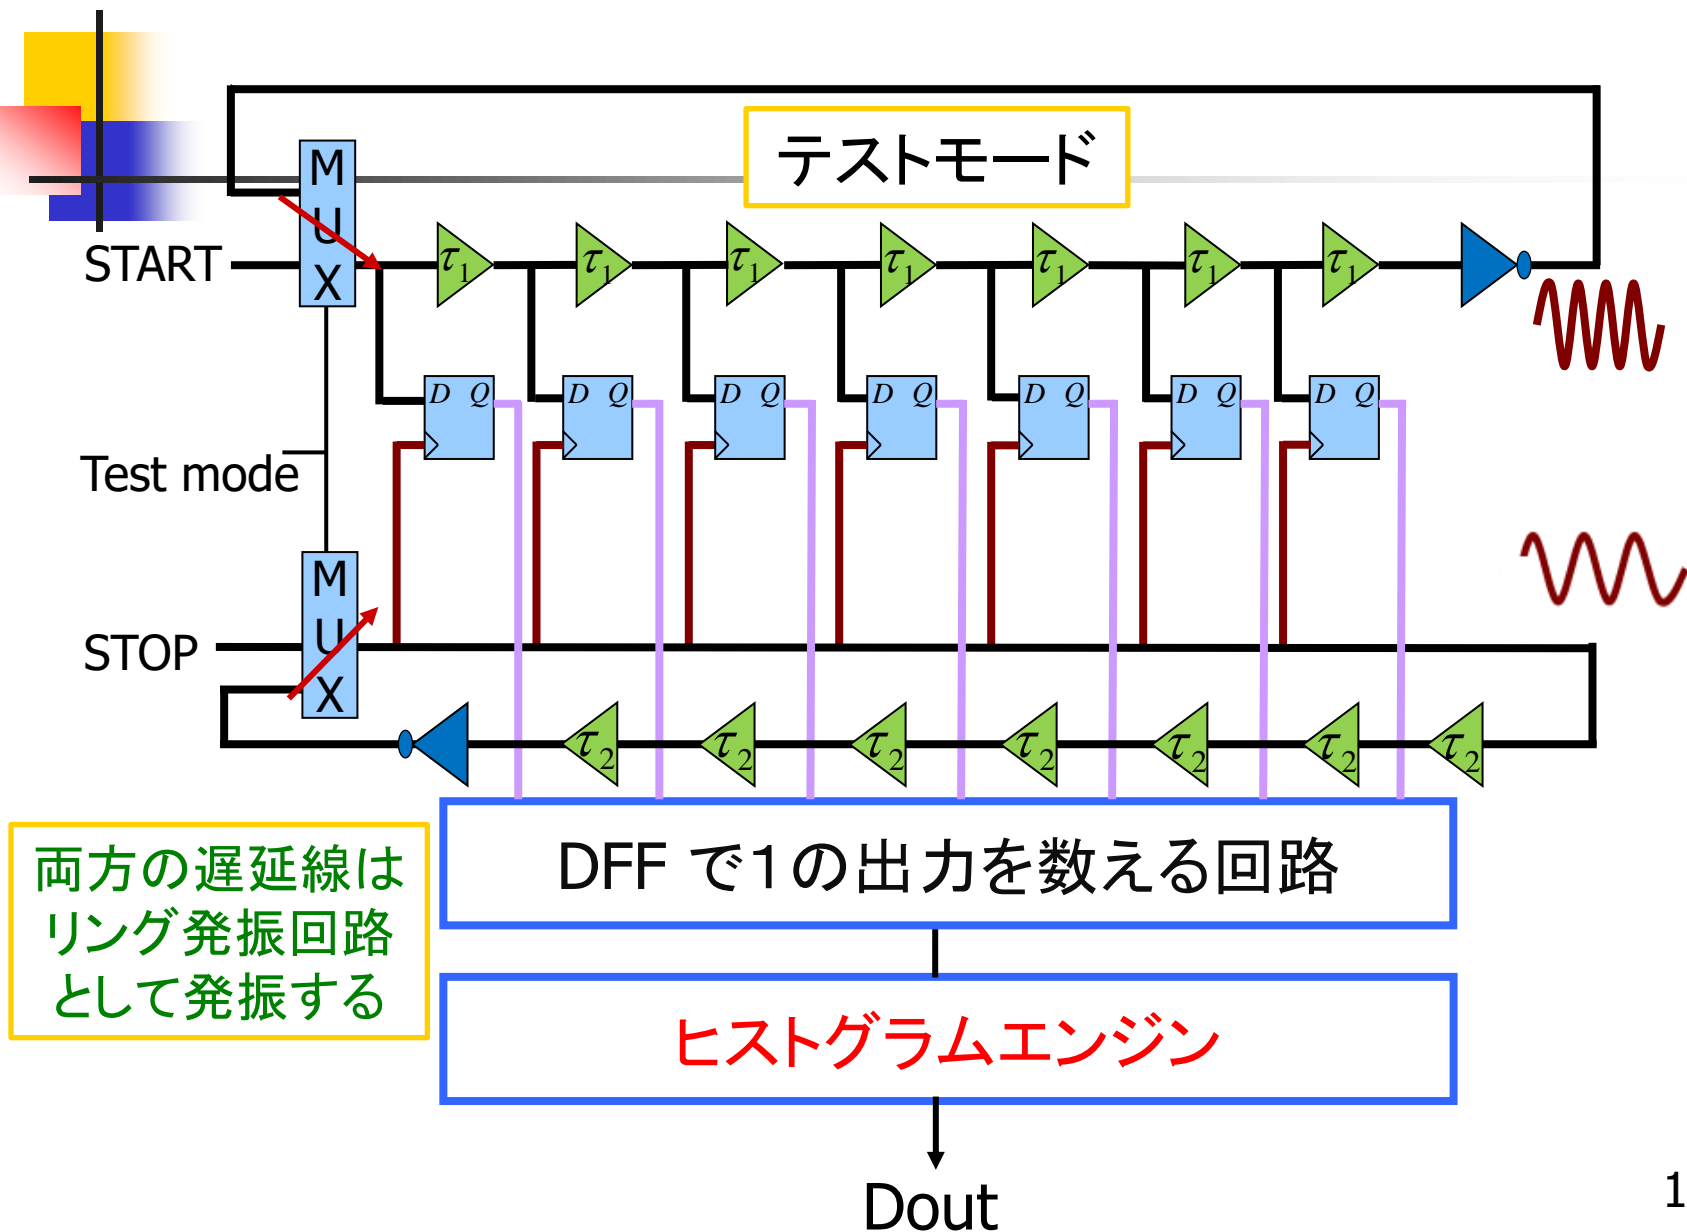 テストモード
M
U
X
START
τ1 τ1 τ1 τ1 τ1 τ1 τ1
D Q D Q D Q D Q D Q D Q D Q
Test mode
M
U
X
STOP
τ2 τ2 τ2 τ2 τ2 τ2 τ2
両方の遅延線は
リング発振回路
として発振する
DFF で1の出力を数える回路
ヒストグラムエンジン
Dout
1